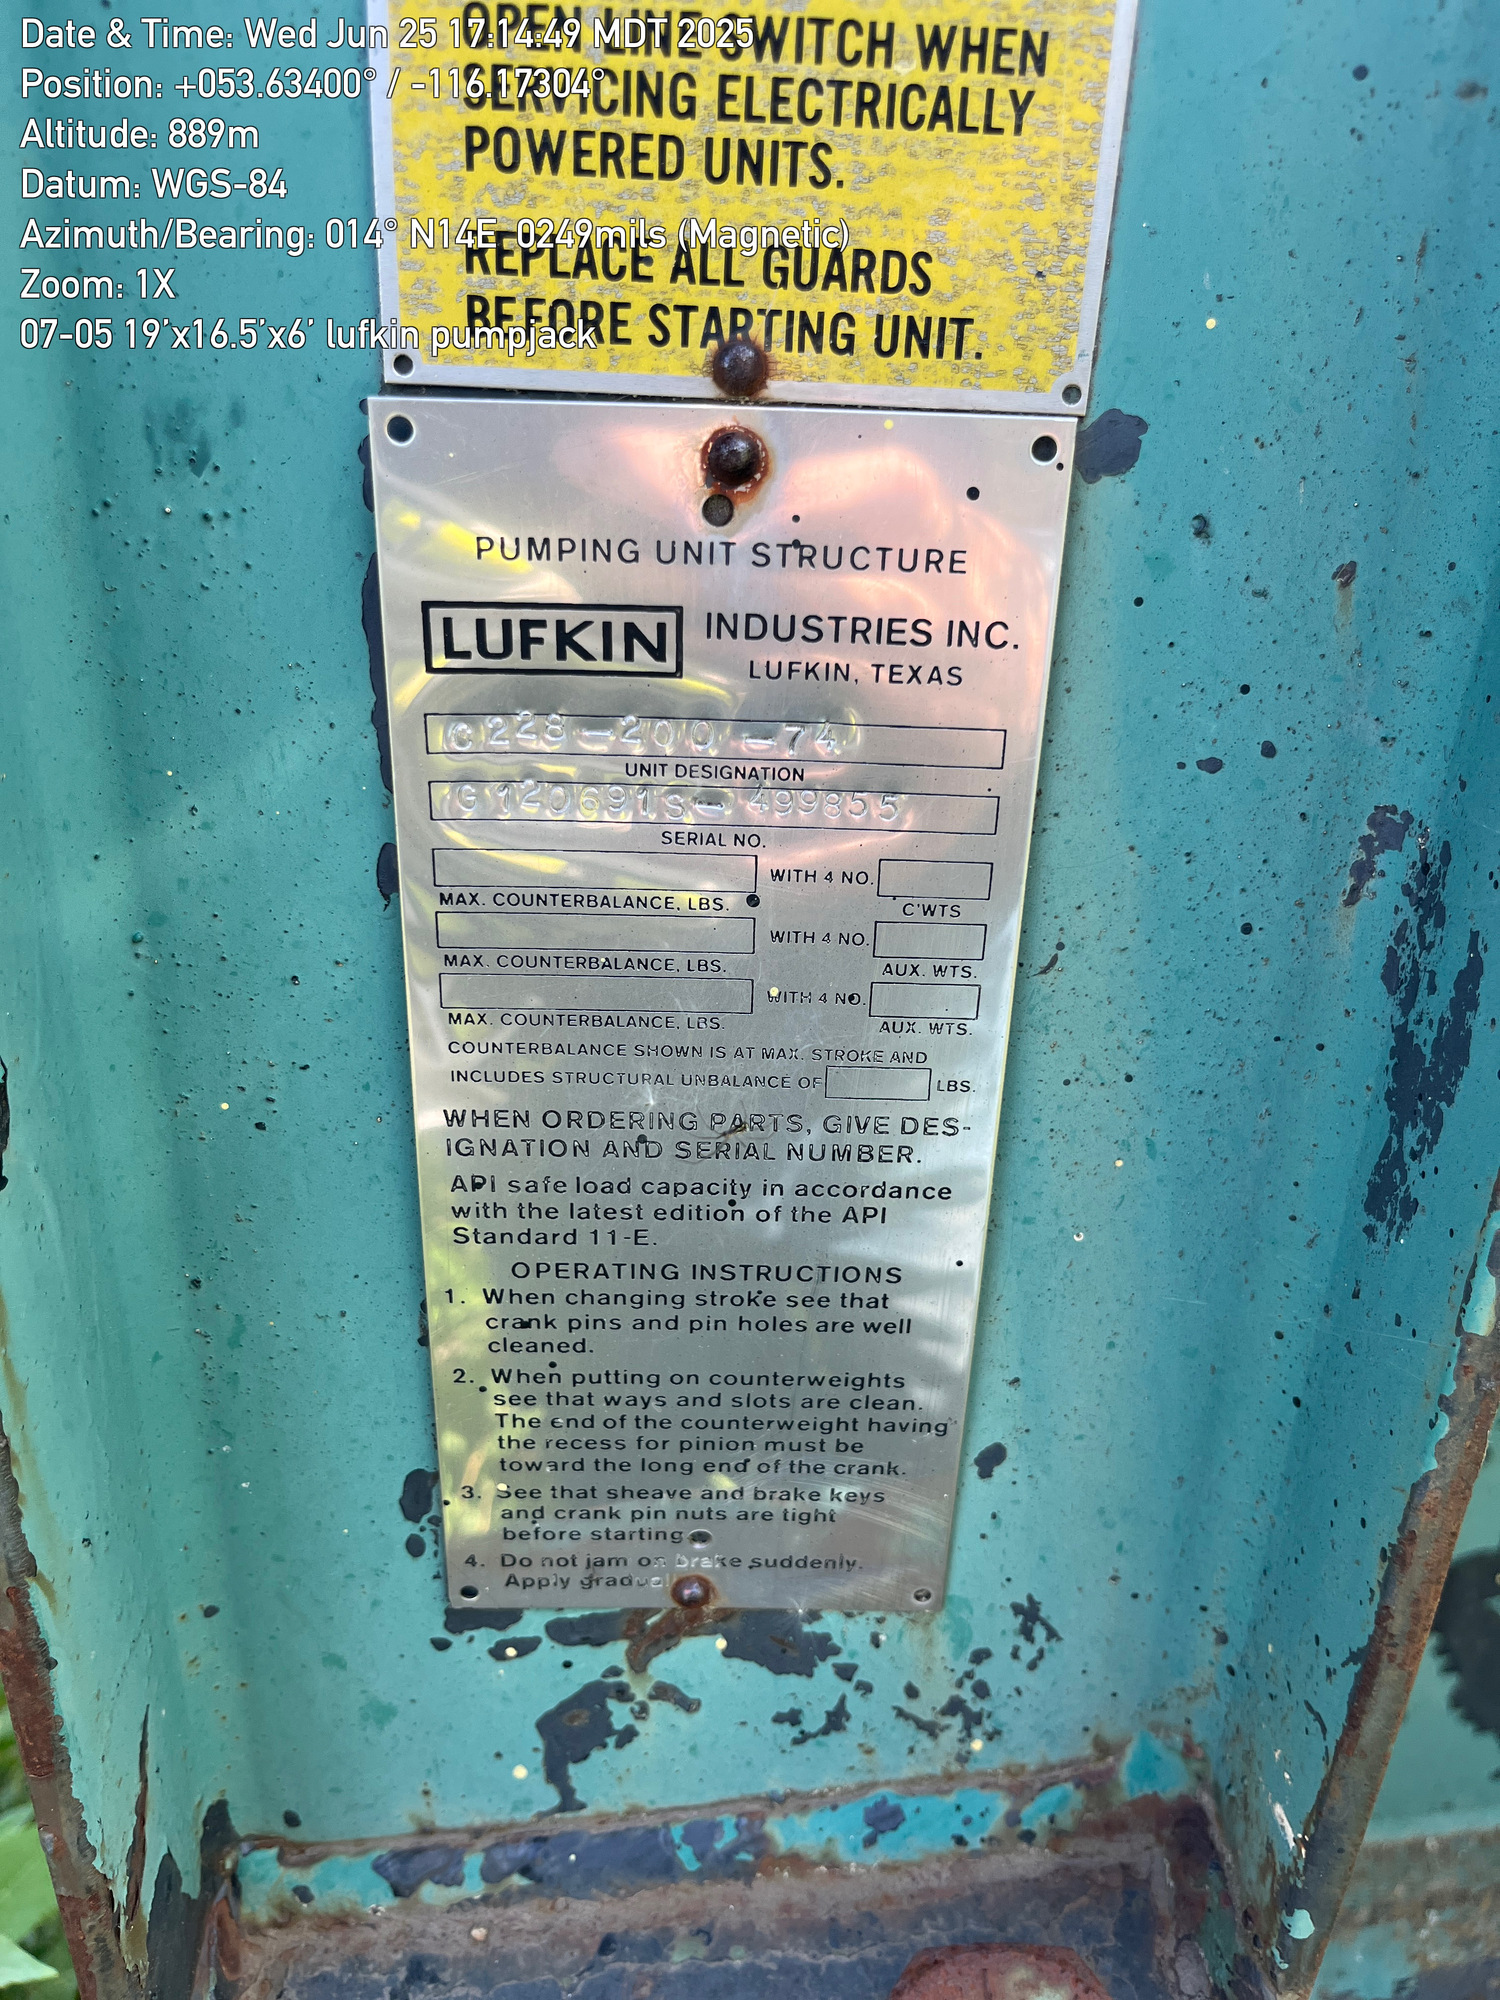 Date & Time: Wed Jun 25 17:14:49 MDT 2025
Position: +053.63400° / -116.17304°
Altitude: 889m
Datum: WGS-84
Azimuth/Bearing: 014° N14E 0249mils (Magnetic)
Zoom: 1X
07-05 19'x16.5'x6' lufkin pumpjack
OPEN LINE SWITCH WHEN
SERVICING ELECTRICALLY
POWERED UNITS.
REPLACE ALL GUARDS
BEFORE STARTING UNIT.
PUMPING UNIT STRUCTURE
LUFKIN INDUSTRIES INC.
LUFKIN, TEXAS
C228-200-74
UNIT DESIGNATION
G120691S-499855
SERIAL NO.
WITH 4 NO.
MAX. COUNTERBALANCE, LBS. C'WTS
WITH 4 NO.
MAX. COUNTERBALANCE, LBS. AUX. WTS.
WITH 4 NO.
MAX. COUNTERBALANCE, LBS. AUX. WTS.
COUNTERBALANCE SHOWN IS AT MAX. STROKE AND
INCLUDES STRUCTURAL UNBALANCE OF LBS.
WHEN ORDERING PARTS, GIVE DES-
IGNATION AND SERIAL NUMBER.
API safe load capacity in accordance
with the latest edition of the API
Standard 11-E.
OPERATING INSTRUCTIONS
1. When changing stroke see that
crank pins and pin holes are well
cleaned.
2. When putting on counterweights
see that ways and slots are clean.
The end of the counterweight having
the recess for pinion must be
toward the long end of the crank.
3. See that sheave and brake keys
and crank pin nuts are tight
before starting
4. Do not jam on brake suddenly.
Apply gradual